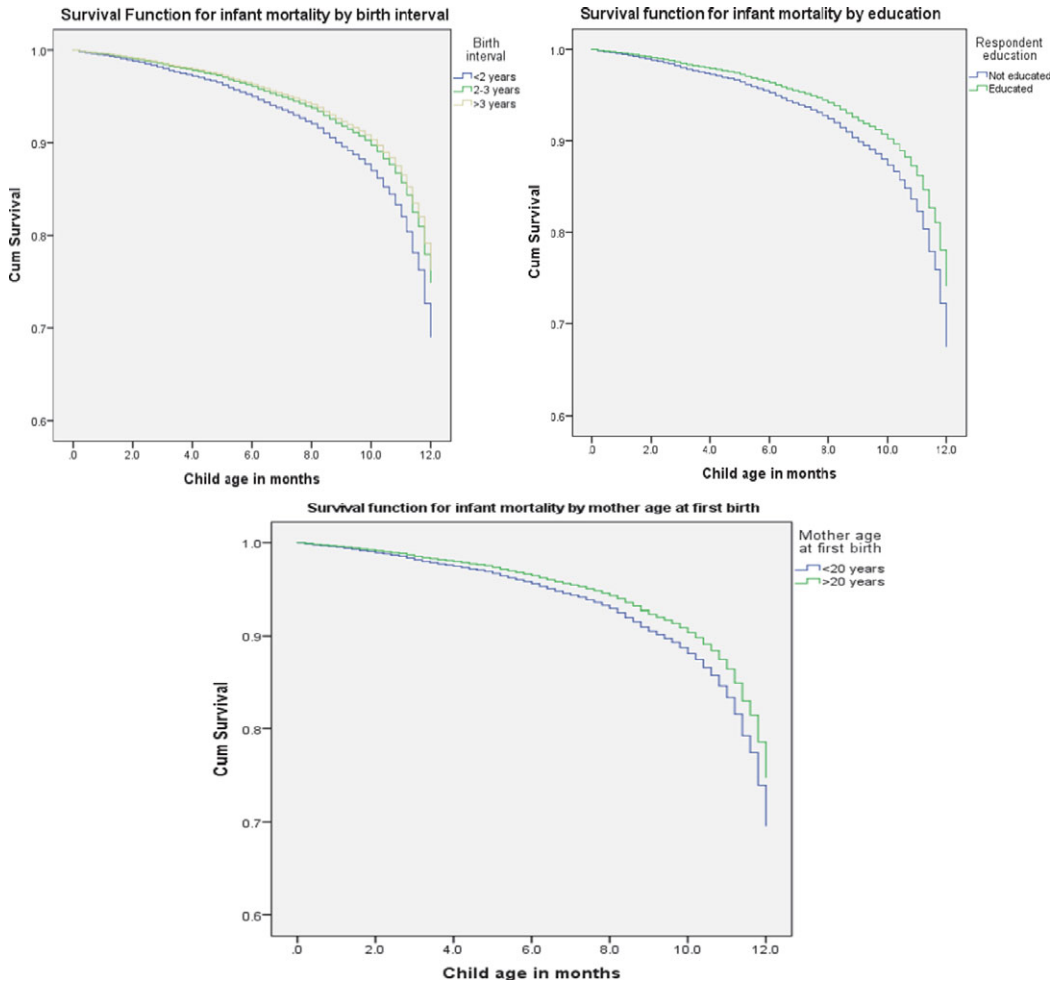 Survival Function for infant mortality by birth interval
Birth
interval
<2 years
2-3 years
>3 years
1.0
0.9
0.8
0.7
0.6
Cum Survival
.0 2.0 4.0 6.0 8.0 10.0 12.0
Child age in months
Survival function for infant mortality by education
Respondent
education
Not educated
Educated
1.0
0.9
0.8
0.7
0.6
Cum Survival
.0 2.0 4.0 6.0 8.0 10.0 12.0
Child age in months
Survival function for infant mortality by mother age at first birth
Mother age
at first birth
<20 years
>20 years
1.0
0.9
0.8
0.7
0.6
Cum Survival
.0 2.0 4.0 6.0 8.0 10.0 12.0
Child age in months